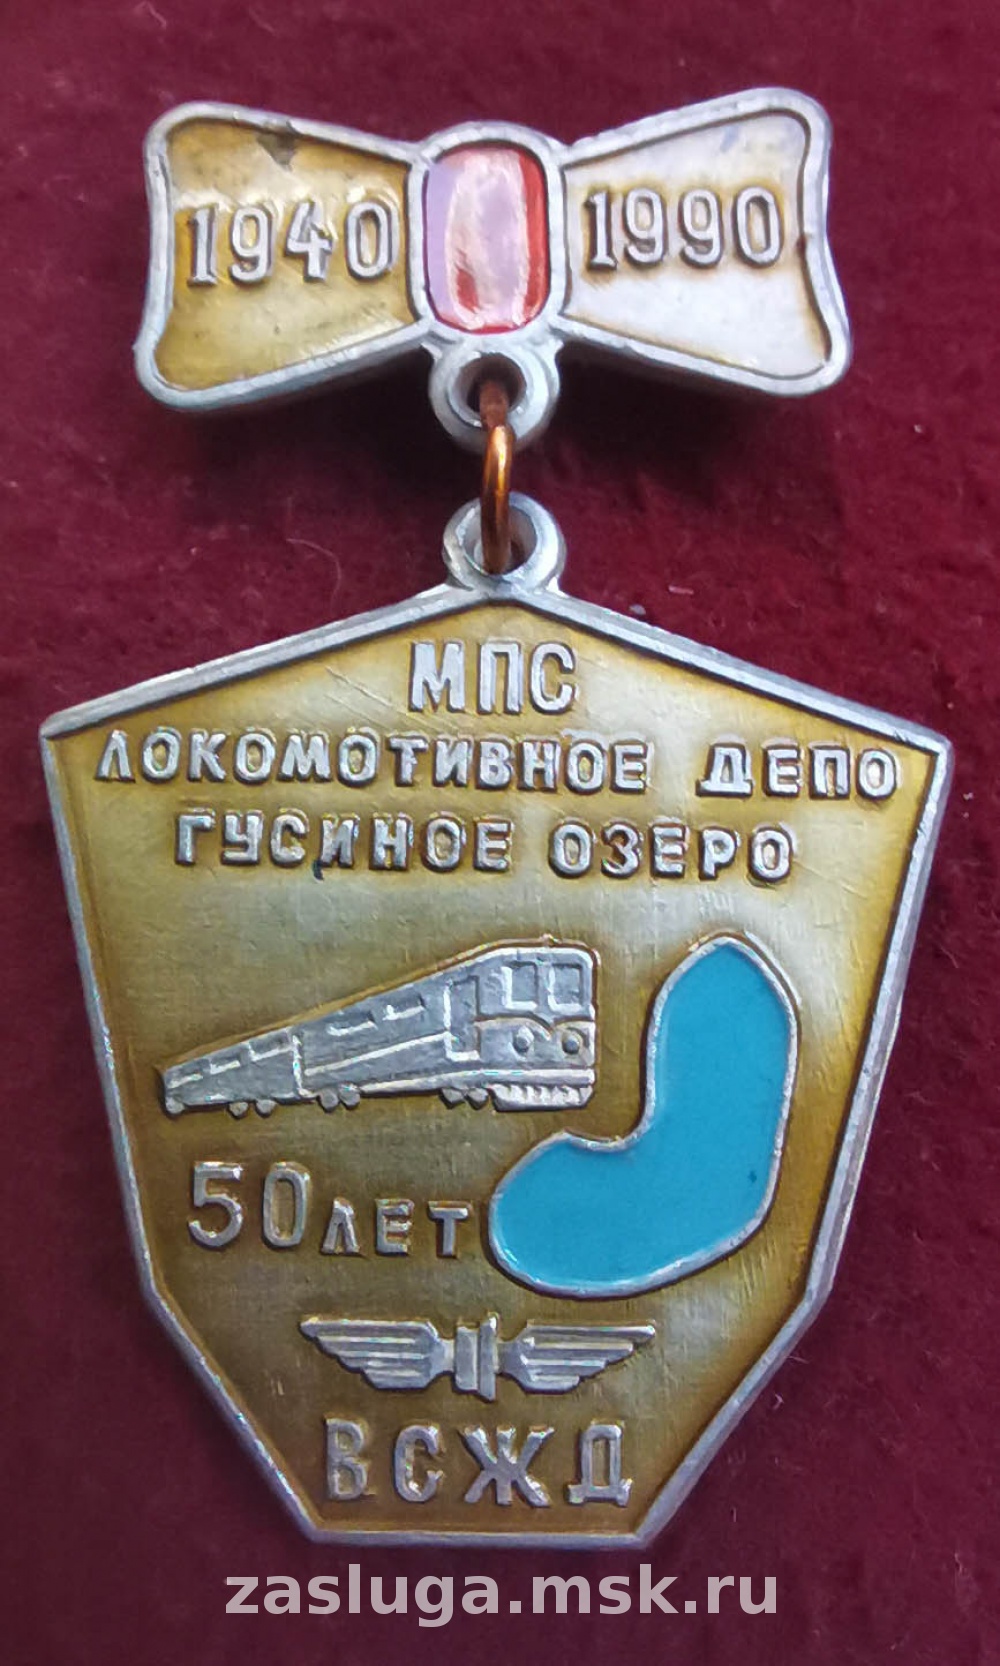 1940 1990
МПС
ЛОКОМОТИВНОЕ ДЕПО
ГУСИНОЕ ОЗЕРО
50 ЛЕТ
ВСЖД
zasluga.msk.ru